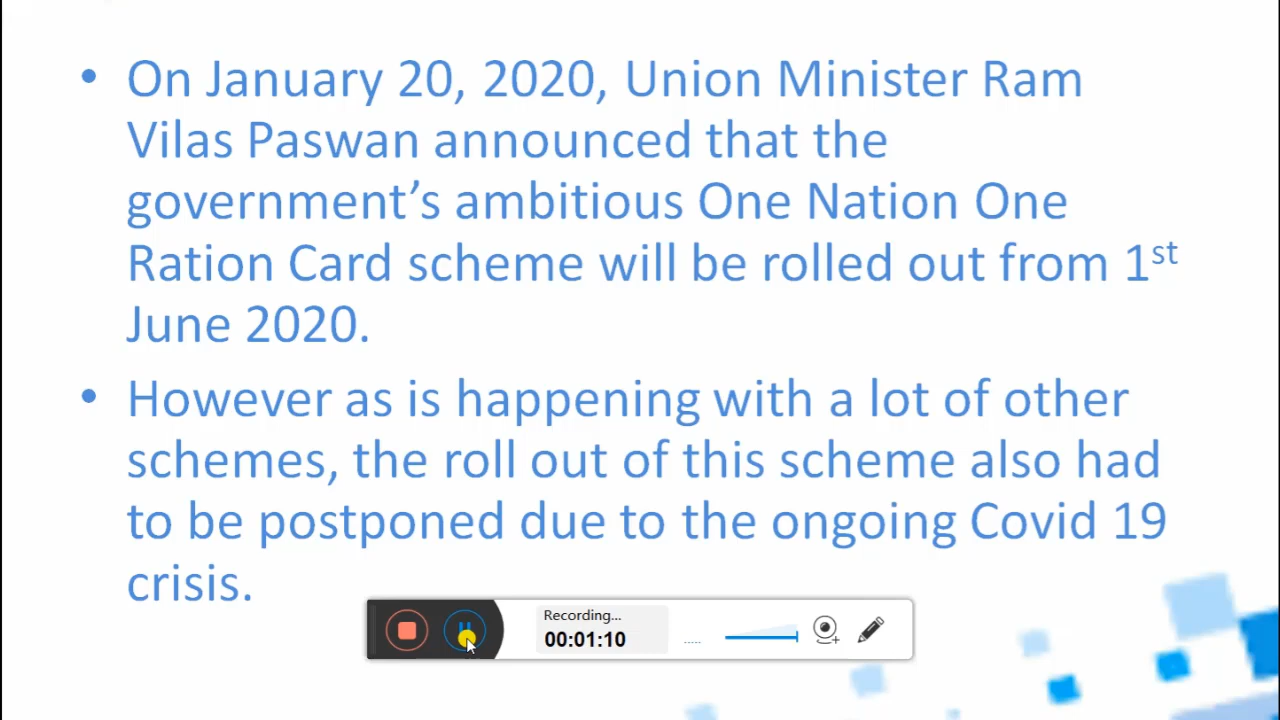 • On January 20, 2020, Union Minister Ram
Vilas Paswan announced that the
government’s ambitious One Nation One
Ration Card scheme will be rolled out from 1st
June 2020.
• However as is happening with a lot of other
schemes, the roll out of this scheme also had
to be postponed due to the ongoing Covid 19
crisis.
Recording...
00:01:10